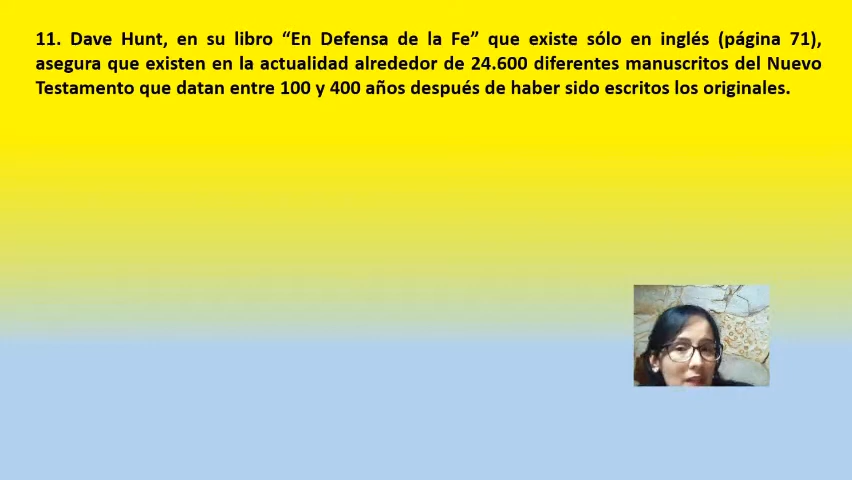 11. Dave Hunt, en su libro “En Defensa de la Fe” que existe sólo en inglés (página 71),
asegura que existen en la actualidad alrededor de 24.600 diferentes manuscritos del Nuevo
Testamento que datan entre 100 y 400 años después de haber sido escritos los originales.